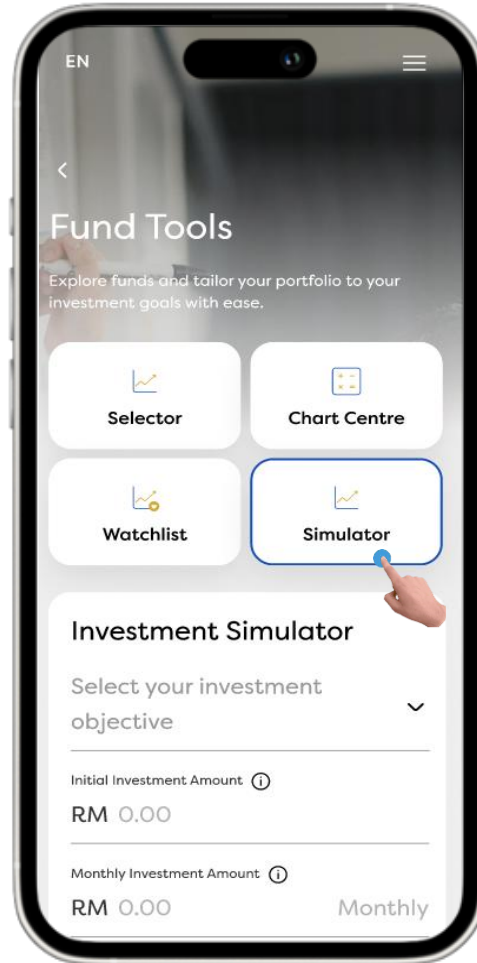 EN
Fund Tools
Explore funds and tailor your portfolio to your
investment goals with ease.
Selector
Chart Centre
Watchlist
Simulator
Investment Simulator
Select your investment
objective
Initial Investment Amount
RM 0.00
Monthly Investment Amount
RM 0.00 Monthly